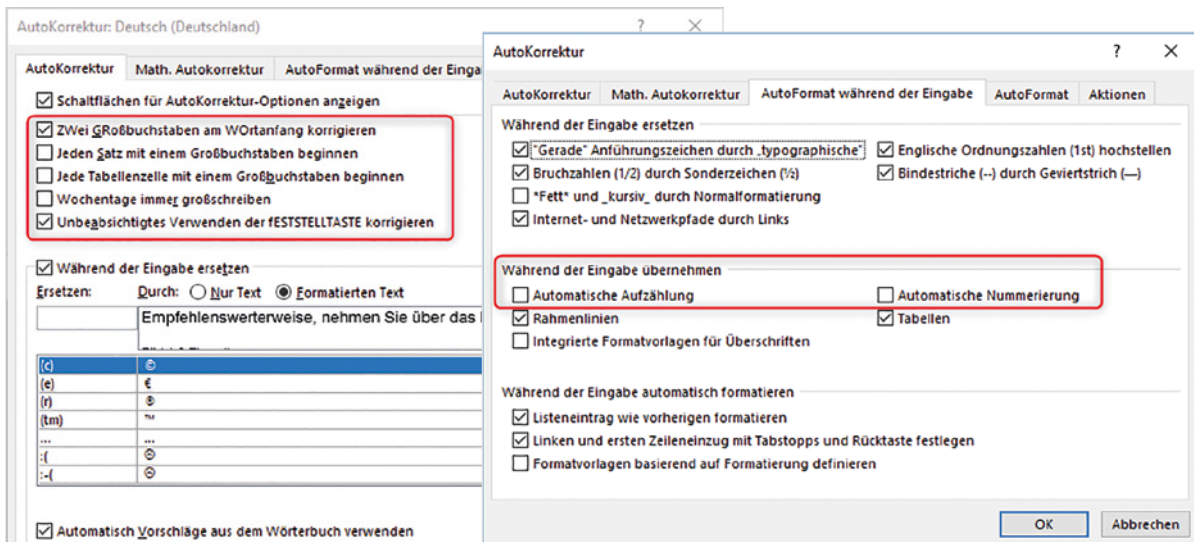 AutoKorrektur: Deutsch (Deutschland)
AutoKorrektur Math. Autokorrektur AutoFormat während der Einga
Schaltflächen für AutoKorrektur-Optionen anzeigen
ZWei GRoßbuchstaben am WOrtanfang korrigieren
Jeden Satz mit einem Großbuchstaben beginnen
Jede Tabellenzelle mit einem Großbuchstaben beginnen
Wochentage immer großschreiben
Unbeabsichtigtes Verwenden der fESTSTELLTASTE korrigieren
Während der Eingabe ersetzen
Ersetzen: Durch: Nur Text Formatierten Text
Empfehlenswerterweise, nehmen Sie über das
(c) ©
(e) €
(r) ®
(tm) ™
... ...
:( ☹
:-( ☹
Automatisch Vorschläge aus dem Wörterbuch verwenden
AutoKorrektur
AutoKorrektur Math. Autokorrektur AutoFormat während der Eingabe AutoFormat Aktionen
Während der Eingabe ersetzen
"Gerade" Anführungszeichen durch „typographische“ Englische Ordnungszahlen (1st) hochstellen
Bruchzahlen (1/2) durch Sonderzeichen (½) Bindestriche (--) durch Geviertstrich (—)
*Fett* und _kursiv_ durch Normalformatierung
Internet- und Netzwerkpfade durch Links
Während der Eingabe übernehmen
Automatische Aufzählung Automatische Nummerierung
Rahmenlinien Tabellen
Integrierte Formatvorlagen für Überschriften
Während der Eingabe automatisch formatieren
Listeneintrag wie vorherigen formatieren
Linken und ersten Zeileneinzug mit Tabstopps und Rücktaste festlegen
Formatvorlagen basierend auf Formatierung definieren
OK Abbrechen